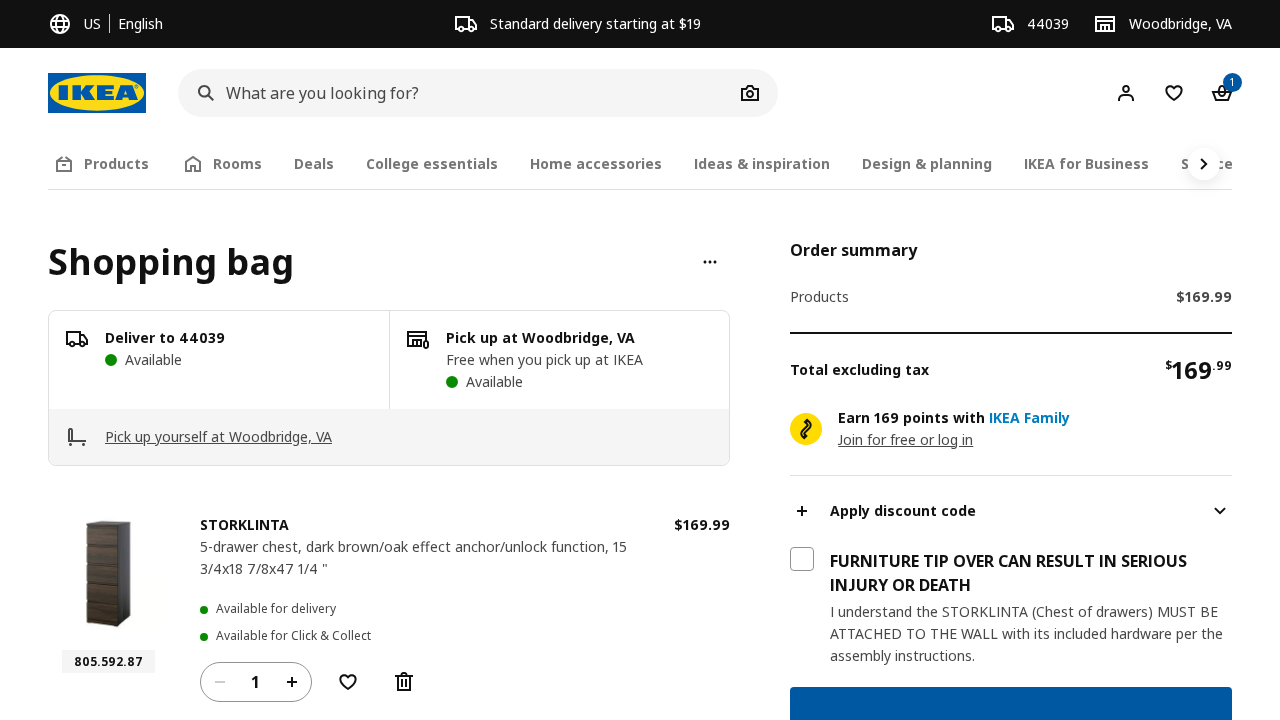 US
English
Standard delivery starting at $19
44039
Woodbridge, VA
IKEA
What are you looking for?
1
Products
Rooms
Deals
College essentials
Home accessories
Ideas & inspiration
Design & planning
IKEA for Business
Shopping bag
Deliver to 44039
Available
Pick up at Woodbridge, VA
Free when you pick up at IKEA
Available
Pick up yourself at Woodbridge, VA
STORKLINTA
$169.99
5-drawer chest, dark brown/oak effect anchor/unlock function, 15
3/4x18 7/8x47 1/4 "
Available for delivery
Available for Click & Collect
805.592.87
1
Order summary
Products
$169.99
Total excluding tax
$169.99
Earn 169 points with IKEA Family
Join for free or log in
Apply discount code
FURNITURE TIP OVER CAN RESULT IN SERIOUS
INJURY OR DEATH
I understand the STORKLINTA (Chest of drawers) MUST BE
ATTACHED TO THE WALL with its included hardware per the
assembly instructions.